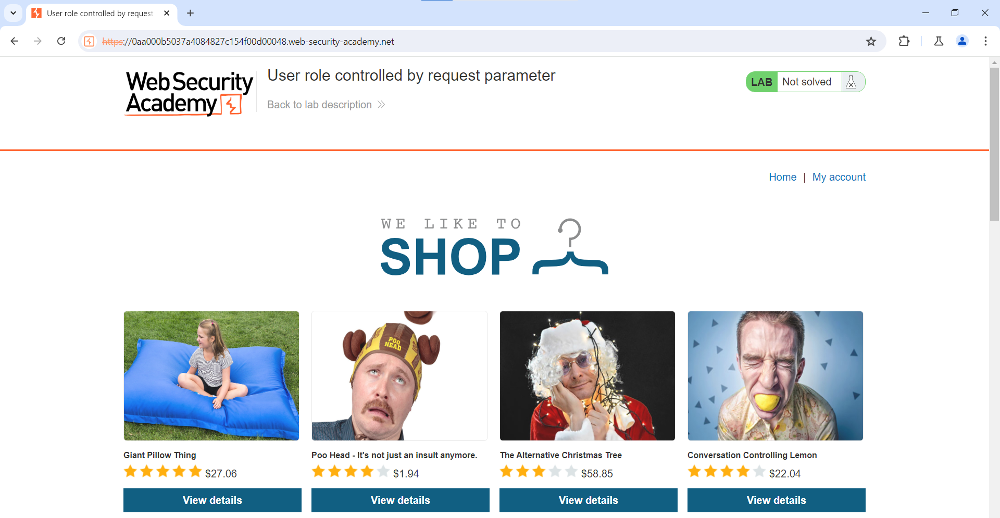 User role controlled by request
https://0aa000b5037a4084827c154f00d00048.web-security-academy.net
Web Security
Academy
User role controlled by request parameter
Back to lab description
LAB Not solved
Home | My account
WE LIKE TO
SHOP
POO
HEAD
Giant Pillow Thing
Poo Head - It's not just an insult anymore.
The Alternative Christmas Tree
Conversation Controlling Lemon
$27.06
$1.94
$58.85
$22.04
View details
View details
View details
View details